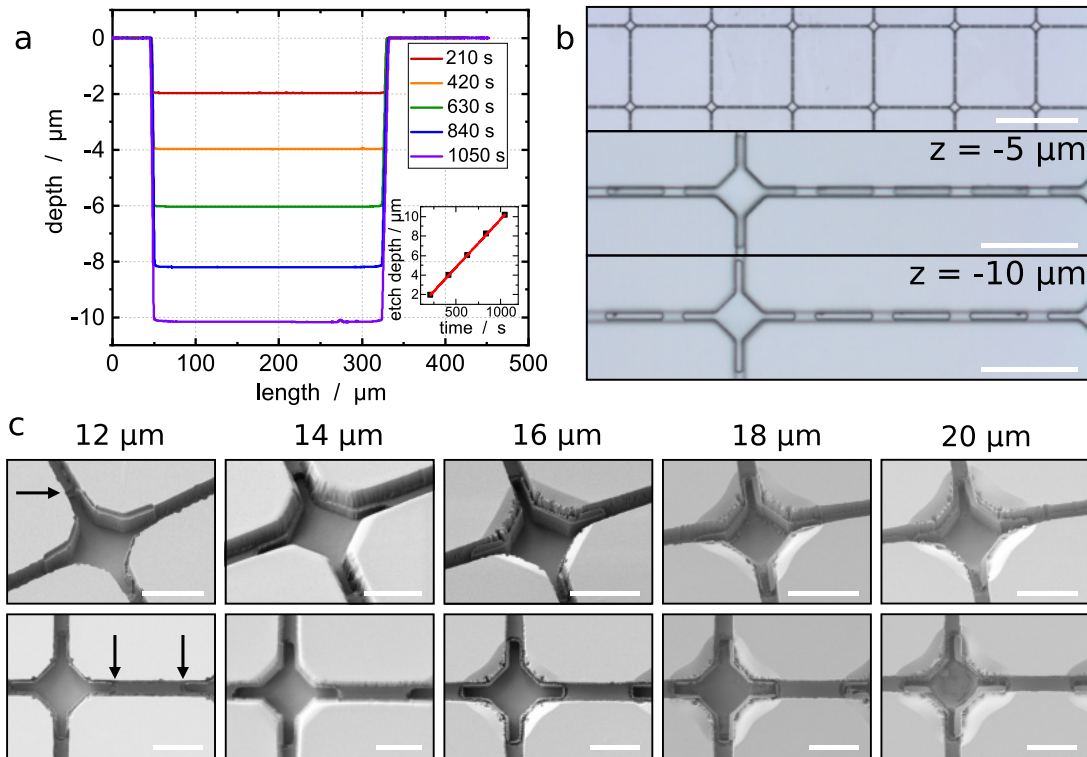 a
0
-2
-4
-6
-8
-10
depth / µm
0
100
200
300
400
500
length / µm
210 s
420 s
630 s
840 s
1050 s
10
8
6
4
2
etch depth / µm
500
1000
time / s
b
z = -5 µm
z = -10 µm
c
12 µm
14 µm
16 µm
18 µm
20 µm